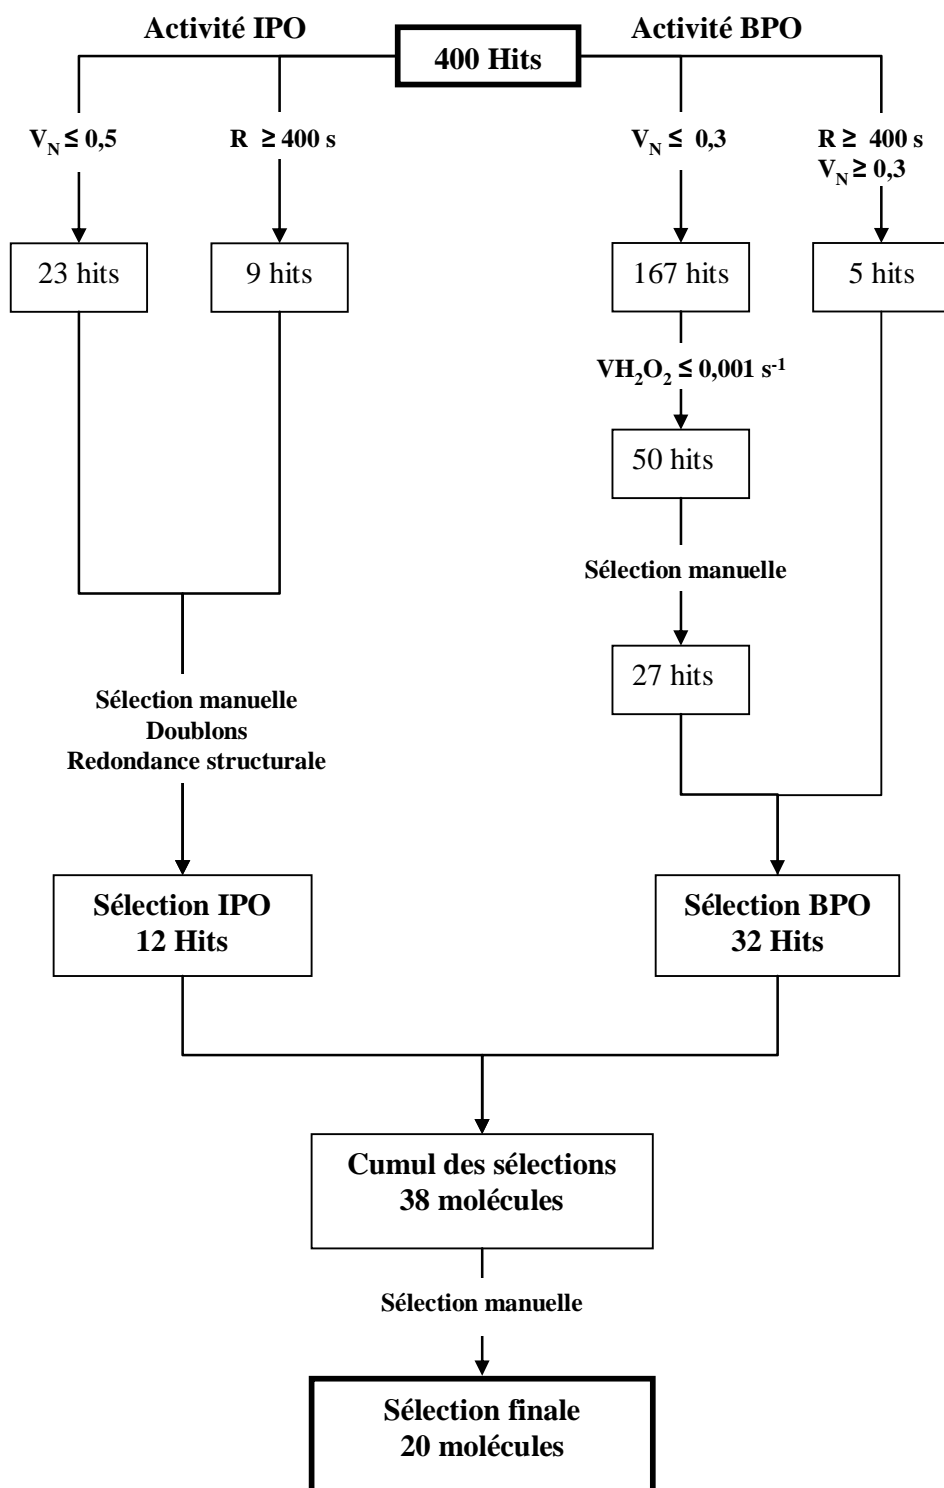 Activité IPO
400 Hits
Activité BPO
V_N ≤ 0,5
R ≥ 400 s
V_N ≤ 0,3
R ≥ 400 s
V_N ≥ 0,3
23 hits
9 hits
167 hits
5 hits
VH₂O₂ ≤ 0,001 s⁻¹
50 hits
Sélection manuelle
27 hits
Sélection manuelle
Doublons
Redondance structurale
Sélection IPO
12 Hits
Sélection BPO
32 Hits
Cumul des sélections
38 molécules
Sélection manuelle
Sélection finale
20 molécules